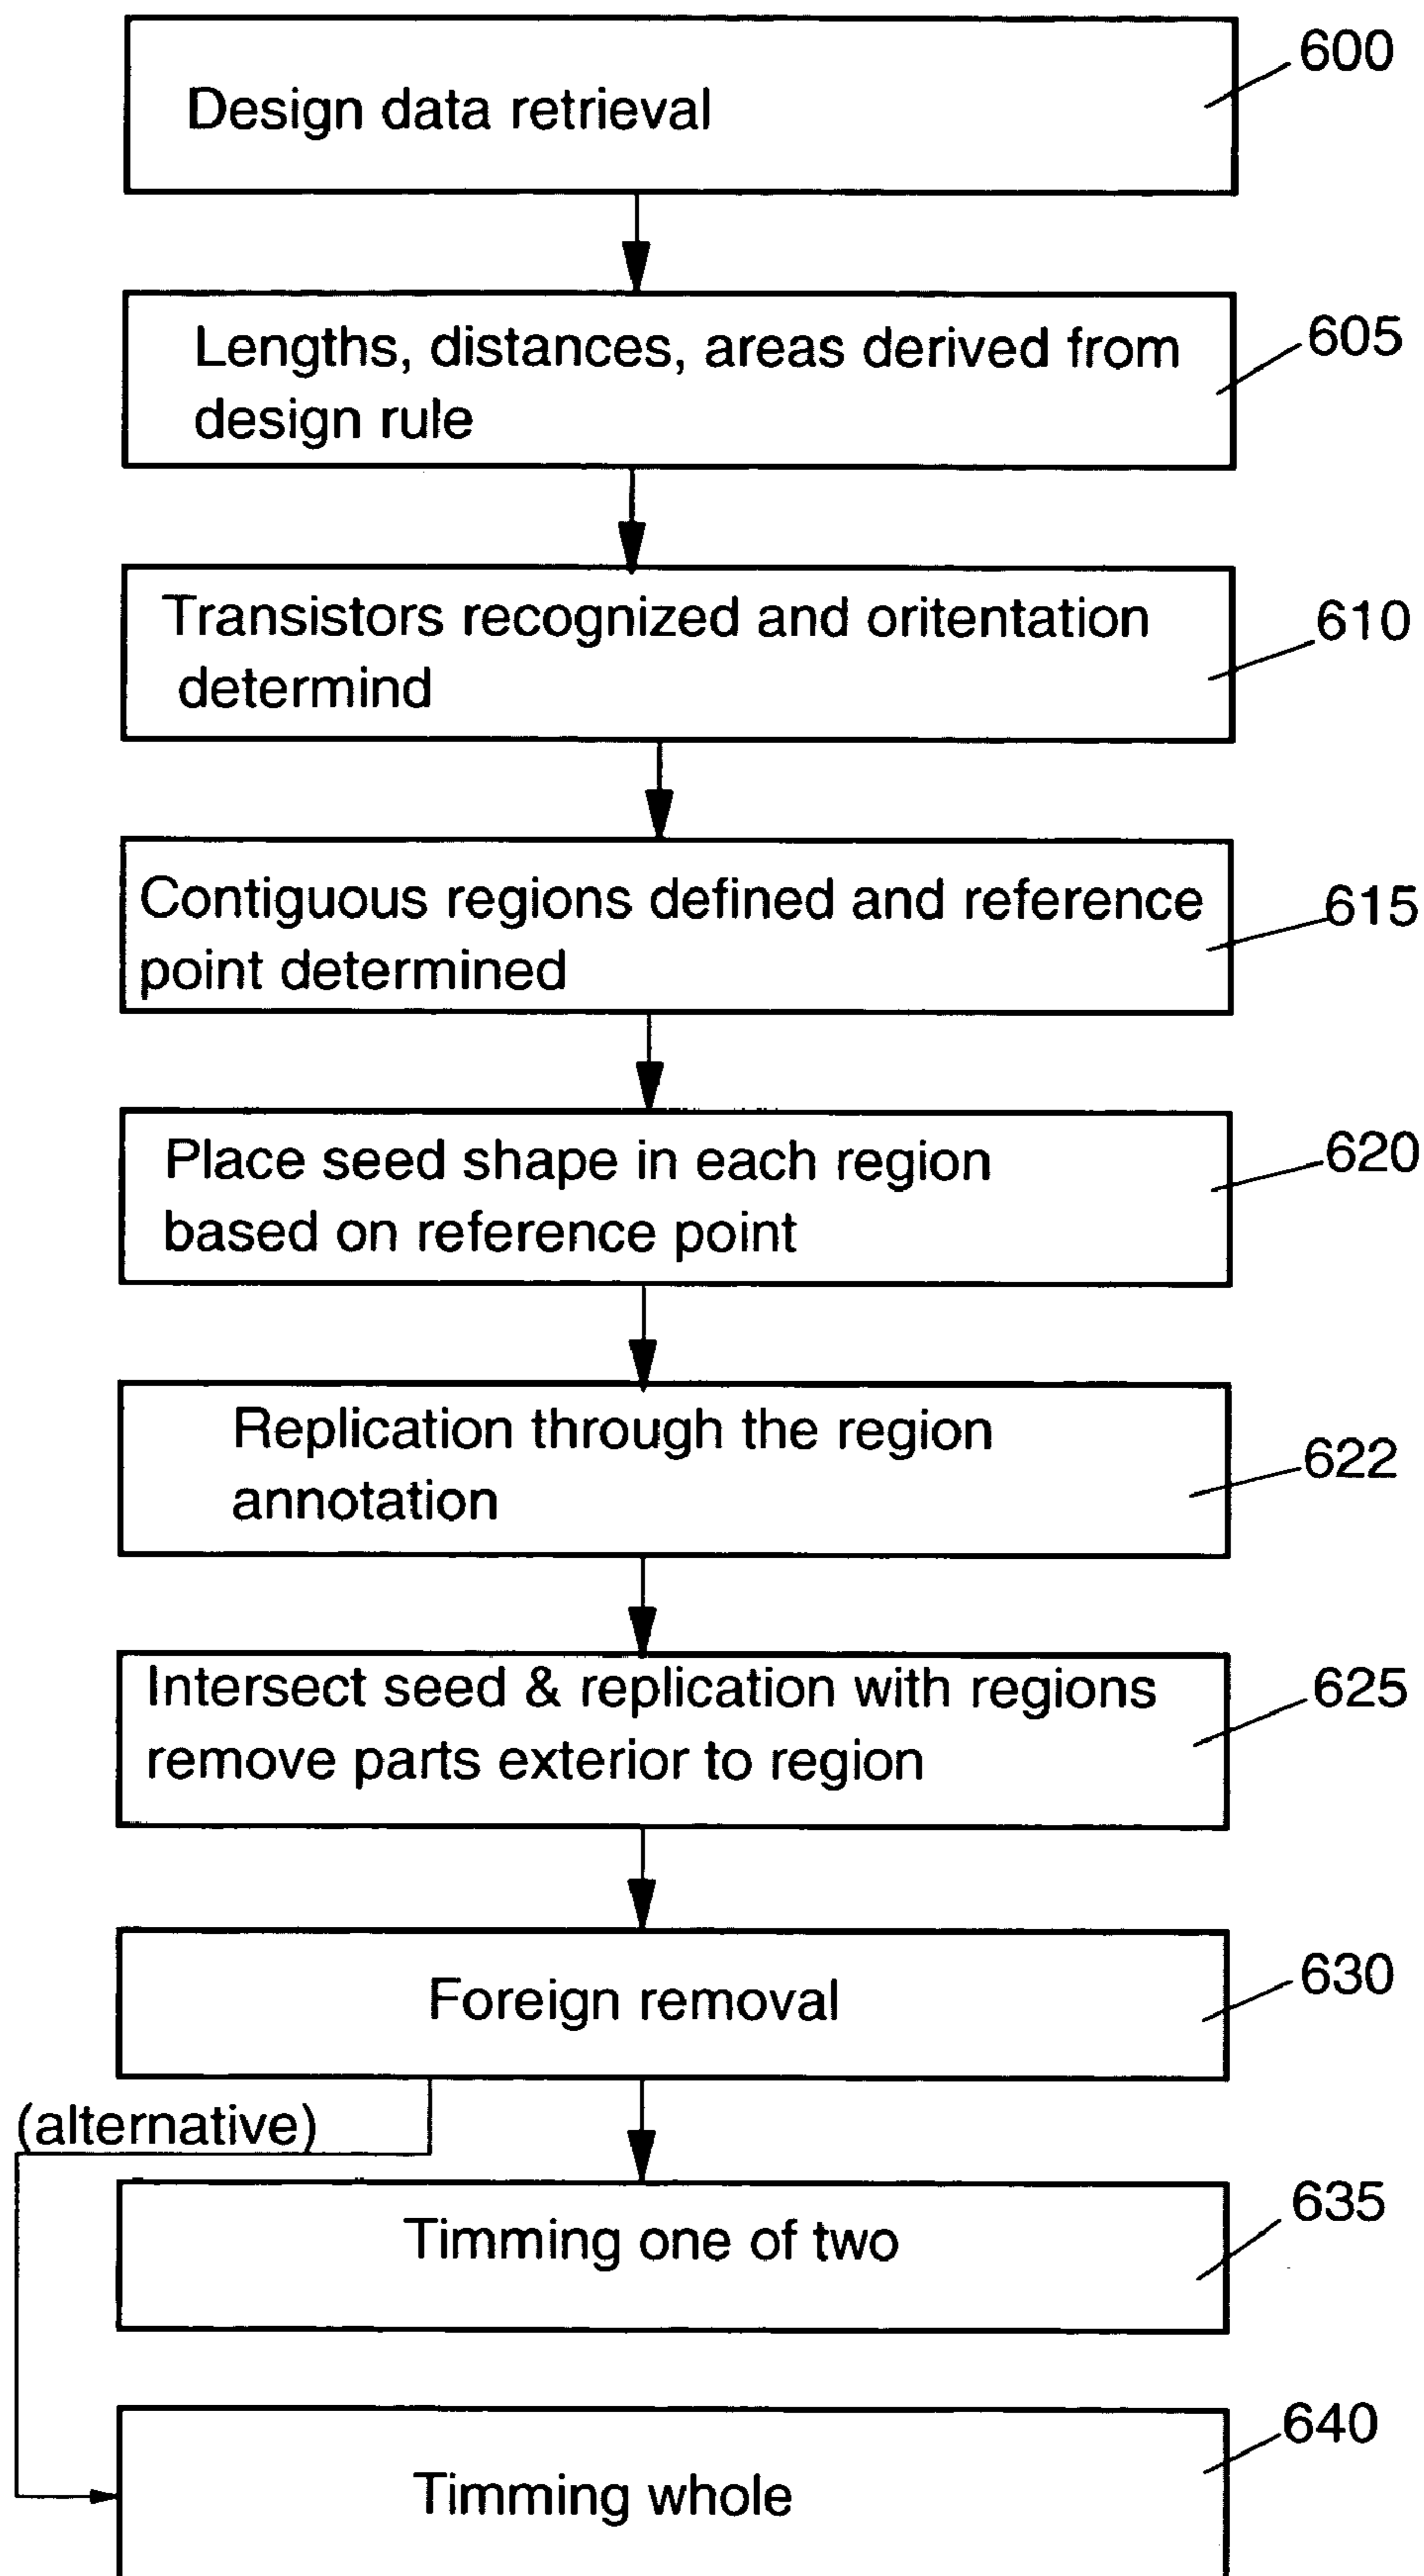 Design data retrieval
600
Lengths, distances, areas derived from
design rule
605
Transistors recognized and oritentation
determind
610
Contiguous regions defined and reference
point determined
615
Place seed shape in each region
based on reference point
620
Replication through the region
annotation
622
Intersect seed & replication with regions
remove parts exterior to region
625
Foreign removal
630
(alternative)
Timming one of two
635
Timming whole
640